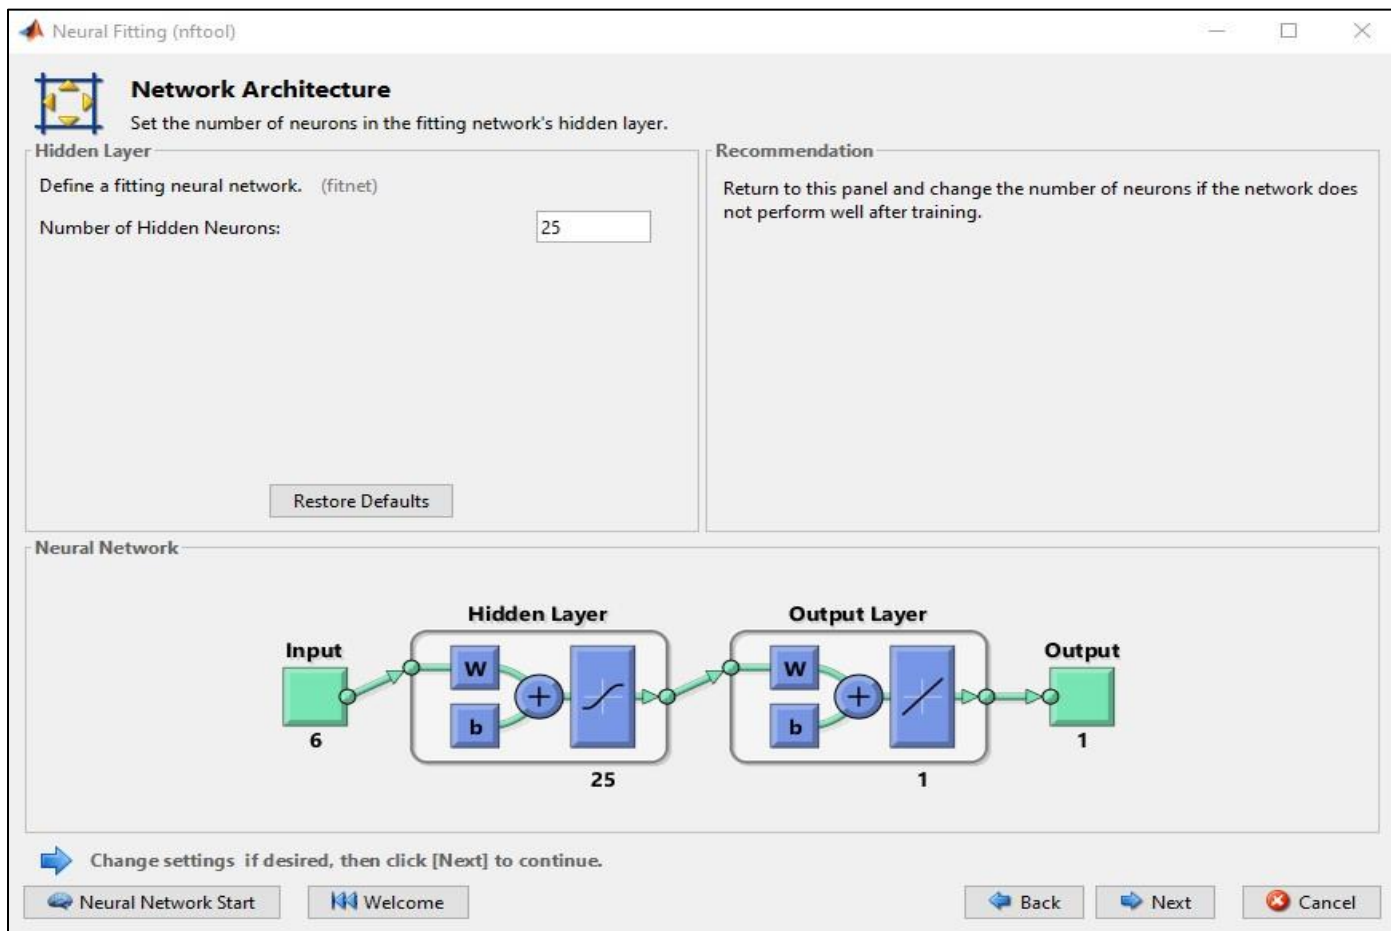 Neural Fitting (nftool)
Network Architecture
Set the number of neurons in the fitting network's hidden layer.
Hidden Layer
Define a fitting neural network. (fitnet)
Number of Hidden Neurons: 25
Restore Defaults
Recommendation
Return to this panel and change the number of neurons if the network does
not perform well after training.
Neural Network
Hidden Layer
Output Layer
Input
Output
W
W
b
b
6
25
1
1
Change settings if desired, then click [Next] to continue.
Neural Network Start
Welcome
Back
Next
Cancel